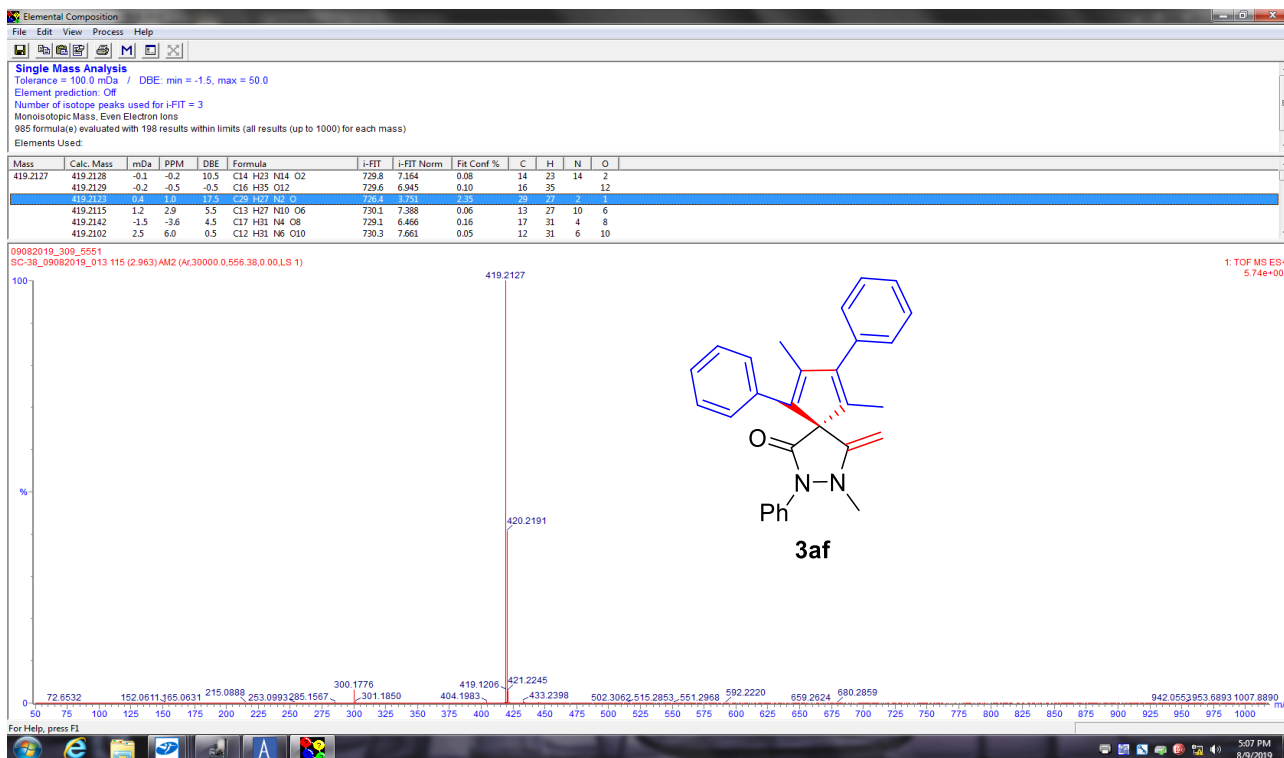 Elemental Composition
File Edit View Process Help
Single Mass Analysis
Tolerance = 100.0 mDa / DBE: min = -1.5, max = 50.0
Element prediction: Off
Number of isotope peaks used for i-FIT = 3
Monoisotopic Mass, Even Electron Ions
985 formula(e) evaluated with 198 results within limits (all results (up to 1000) for each mass)
Elements Used:
Mass Calc. Mass mDa PPM DBE Formula i-FIT i-FIT Norm Fit Conf % C H N O
419.2127 419.2128 -0.1 -0.2 10.5 C14 H23 N14 O2 729.8 7.164 0.08 14 23 14 2
419.2129 -0.2 -0.5 -0.5 C16 H35 O12 729.6 6.945 0.10 16 35 12
419.2123 0.4 1.0 17.5 C29 H27 N2 O 726.4 3.751 2.35 29 27 2 1
419.2115 1.2 2.9 5.5 C13 H27 N10 O6 730.1 7.388 0.06 13 27 10 6
419.2142 -1.5 -3.6 4.5 C17 H31 N4 O8 729.1 6.466 0.16 17 31 4 8
419.2102 2.5 6.0 0.5 C12 H31 N6 O10 730.3 7.661 0.05 12 31 6 10
09082019_309_5551
SC-38_09082019_013 115 (2.963) AM2 (Ar,30000.0,556.38,0.00,LS 1)
1: TOF MS ES+
5.74e+00
100
%
0
419.2127
420.2191
72.6532 152.0611 165.0631 215.0888 253.0993 285.1567 300.1776 301.1850 404.1983 419.1206 421.2245 433.2398 502.3062 515.2853 551.2968 592.2220 659.2624 680.2859 942.0553 953.6893 1007.8890
O
N N
Ph
3af
50 75 100 125 150 175 200 225 250 275 300 325 350 375 400 425 450 475 500 525 550 575 600 625 650 675 700 725 750 775 800 825 850 875 900 925 950 975 1000
For Help, press F1
5:07 PM
8/9/2019